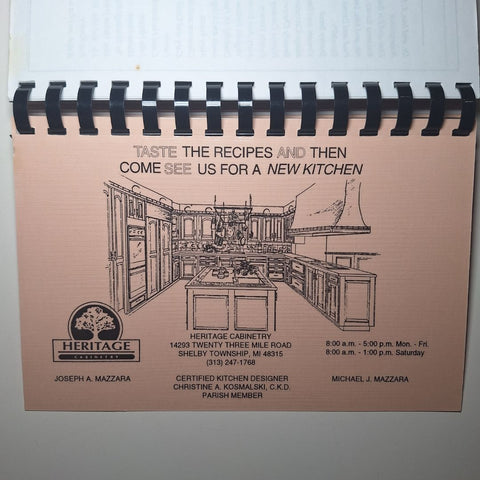 TASTE THE RECIPES AND THEN
COME SEE US FOR A NEW KITCHEN
HERITAGE
CABINETRY
HERITAGE CABINETRY
14293 TWENTY THREE MILE ROAD
SHELBY TOWNSHIP, MI 48315
(313) 247-1768
8:00 a.m. - 5:00 p.m. Mon. - Fri.
8:00 a.m. - 1:00 p.m. Saturday
JOSEPH A. MAZZARA
CERTIFIED KITCHEN DESIGNER
CHRISTINE A. KOSMALSKI, C.K.D.
PARISH MEMBER
MICHAEL J. MAZZARA